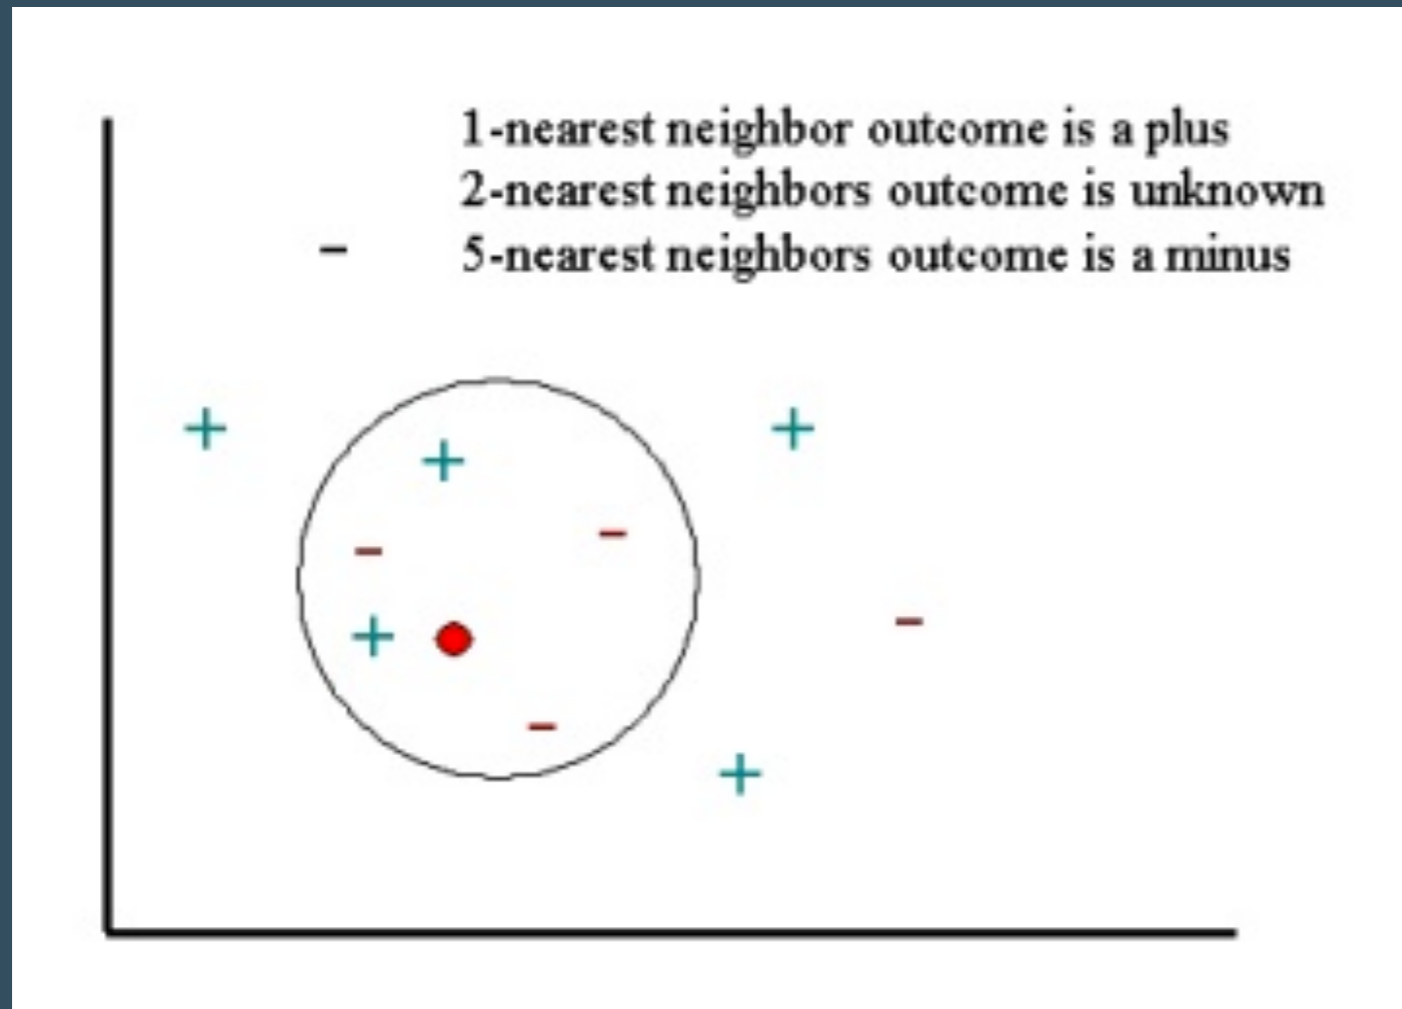 1-nearest neighbor outcome is a plus
2-nearest neighbors outcome is unknown
5-nearest neighbors outcome is a minus